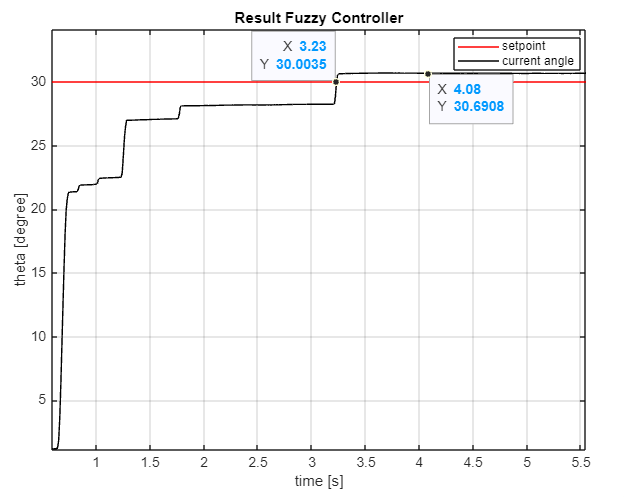 Result Fuzzy Controller
X 3.23
Y 30.0035
setpoint
current angle
X 4.08
Y 30.6908
theta [degree]
30
25
20
15
10
5
1 1.5 2 2.5 3 3.5 4 4.5 5 5.5
time [s]